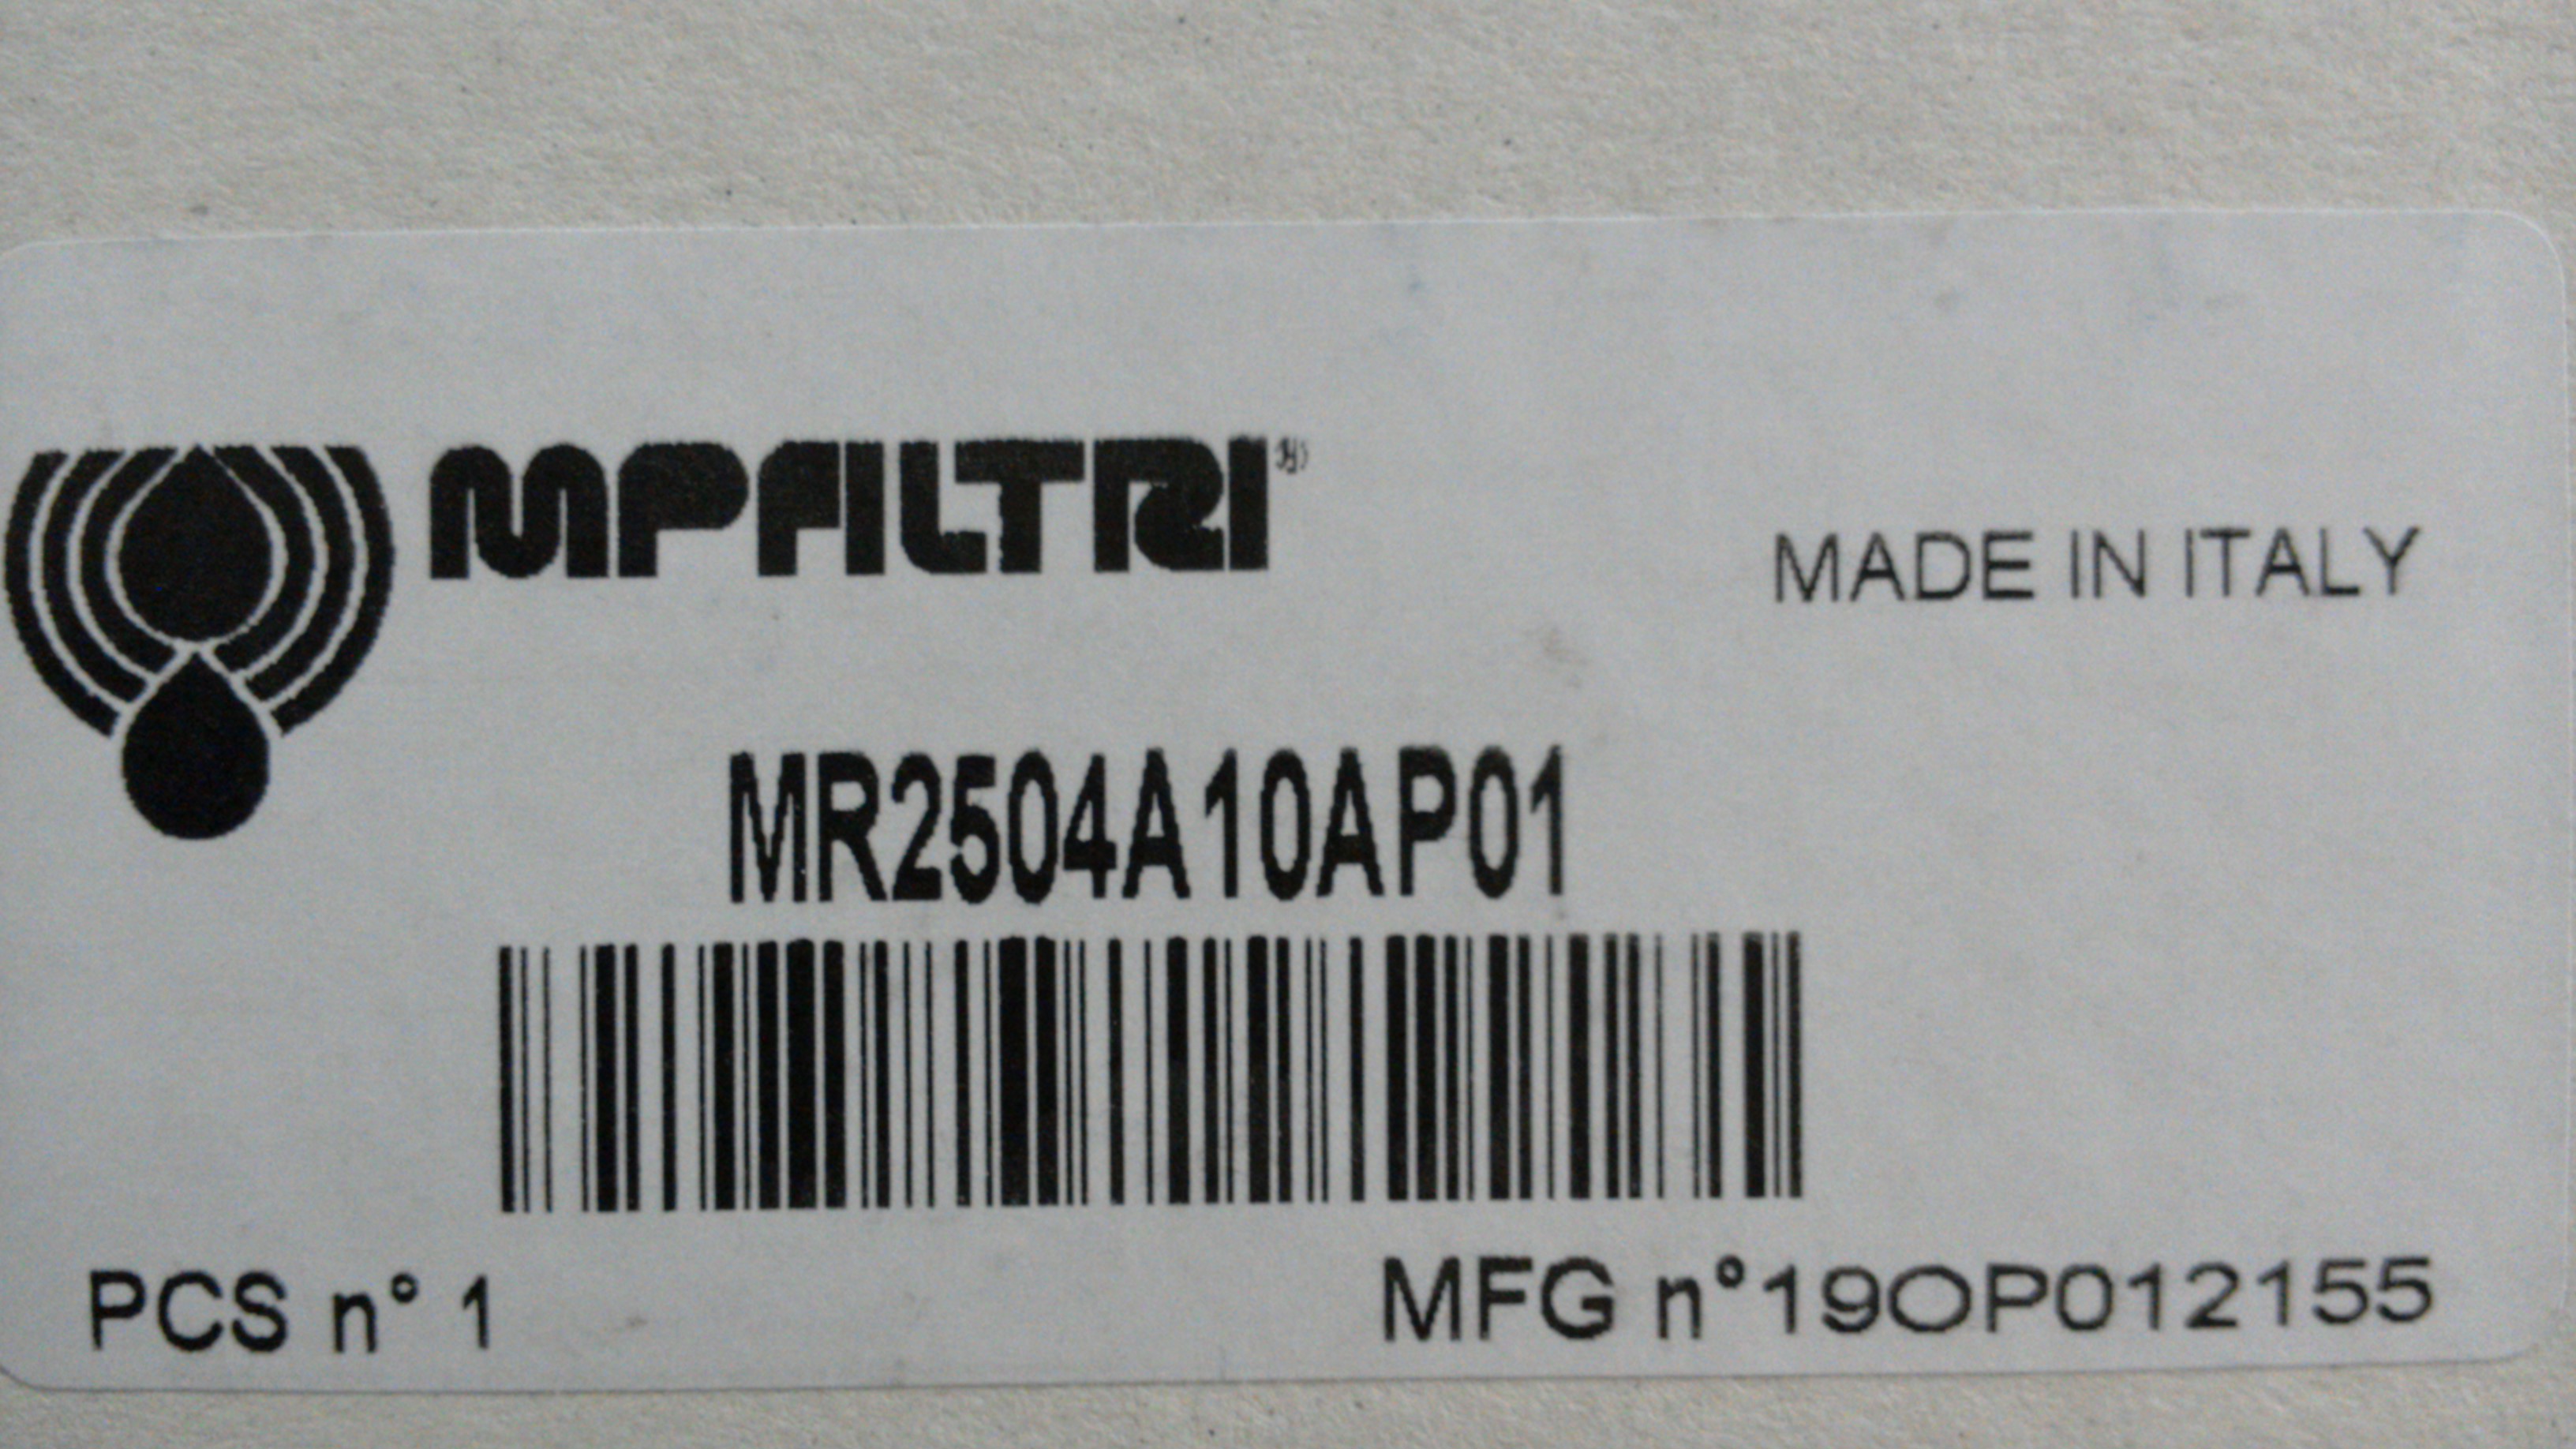 MPFILTRI
MADE IN ITALY
MR2504A10AP01
PCS n° 1
MFG n°19OP012155